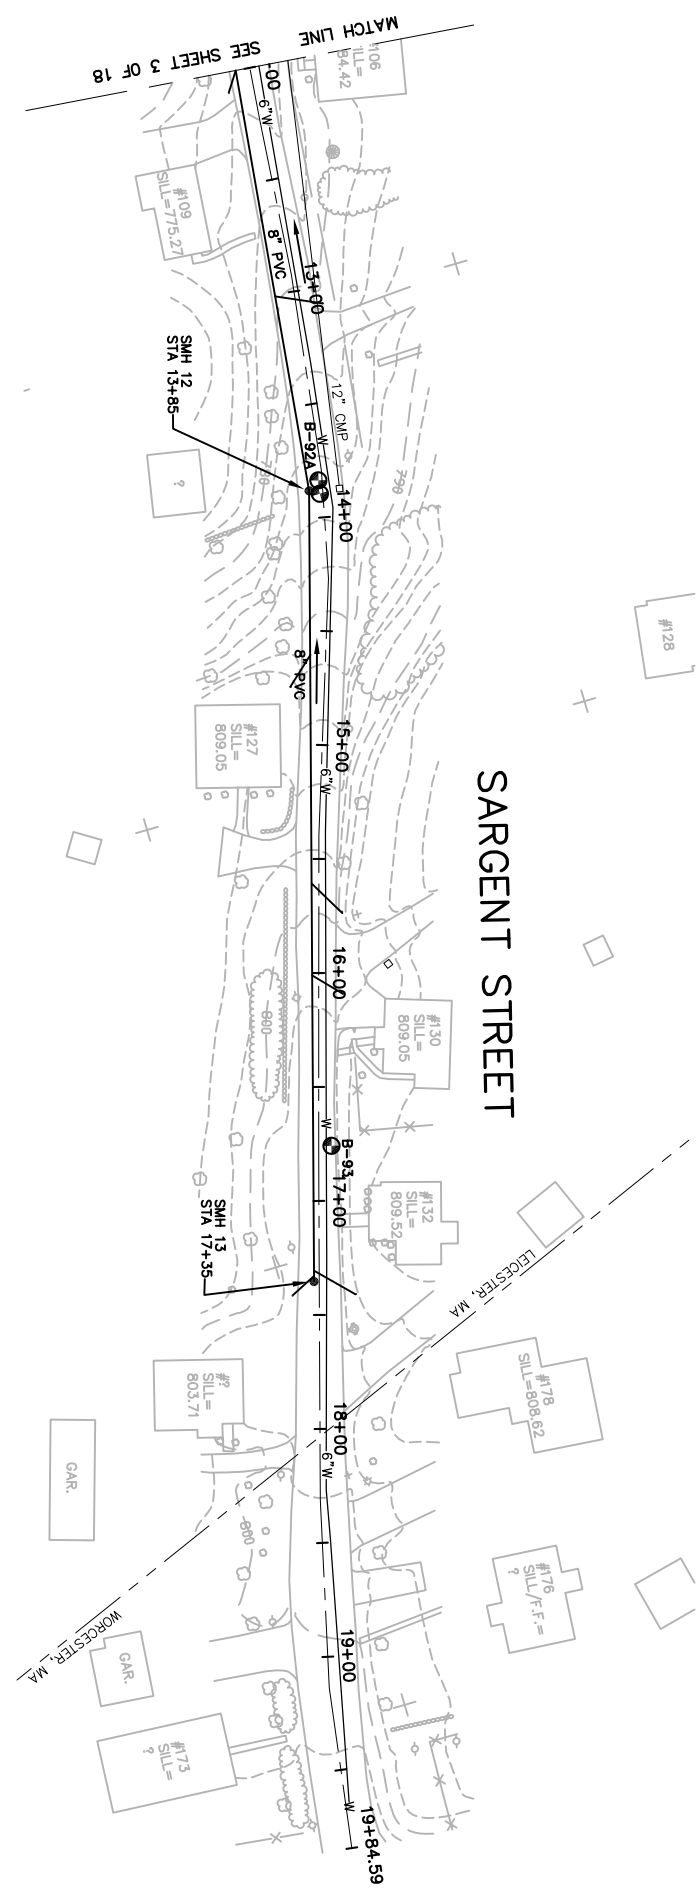 MATCH LINE
SEE SHEET 3 OF 18
#106
84.42
+00
6"W
#109
SILL=775.27
8" PVC
13+00
SMH 12
STA 13+85
12" CMP
W
B-92A
790
?
14+00
#128
8" PVC
#127
SILL=
809.05
15+00
6"W
SARGENT STREET
16+00
800
#130
SILL=
809.05
W
B-93
17+00
#132
SILL=
809.52
SMH 13
STA 17+35
LEICESTER, MA
#?
SILL=
803.71
#178
SILL=808.62
18+00
6"W
GAR.
800
#176
SILL/F.F.=
?
WORCESTER, MA
GAR.
19+00
#173
SILL=
?
W
19+84.59